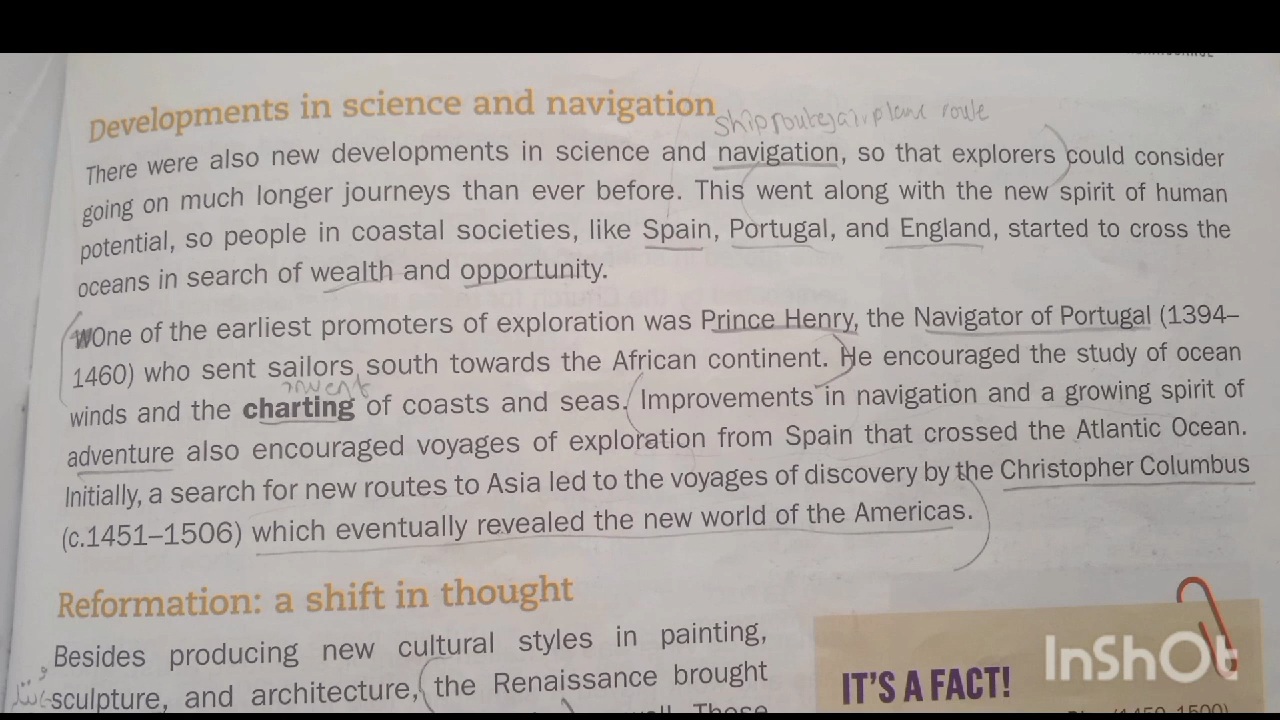 Developments in science and navigation
ship route, airplane route
There were also new developments in science and navigation, so that explorers could consider
going on much longer journeys than ever before. This went along with the new spirit of human
potential, so people in coastal societies, like Spain, Portugal, and England, started to cross the
oceans in search of wealth and opportunity.
One of the earliest promoters of exploration was Prince Henry, the Navigator of Portugal (1394–
1460) who sent sailors south towards the African continent. He encouraged the study of ocean
invent
winds and the charting of coasts and seas. Improvements in navigation and a growing spirit of
adventure also encouraged voyages of exploration from Spain that crossed the Atlantic Ocean.
Initially, a search for new routes to Asia led to the voyages of discovery by the Christopher Columbus
(c.1451–1506) which eventually revealed the new world of the Americas.
Reformation: a shift in thought
Besides producing new cultural styles in painting,
sculpture, and architecture, the Renaissance brought
IT'S A FACT!
InShOt